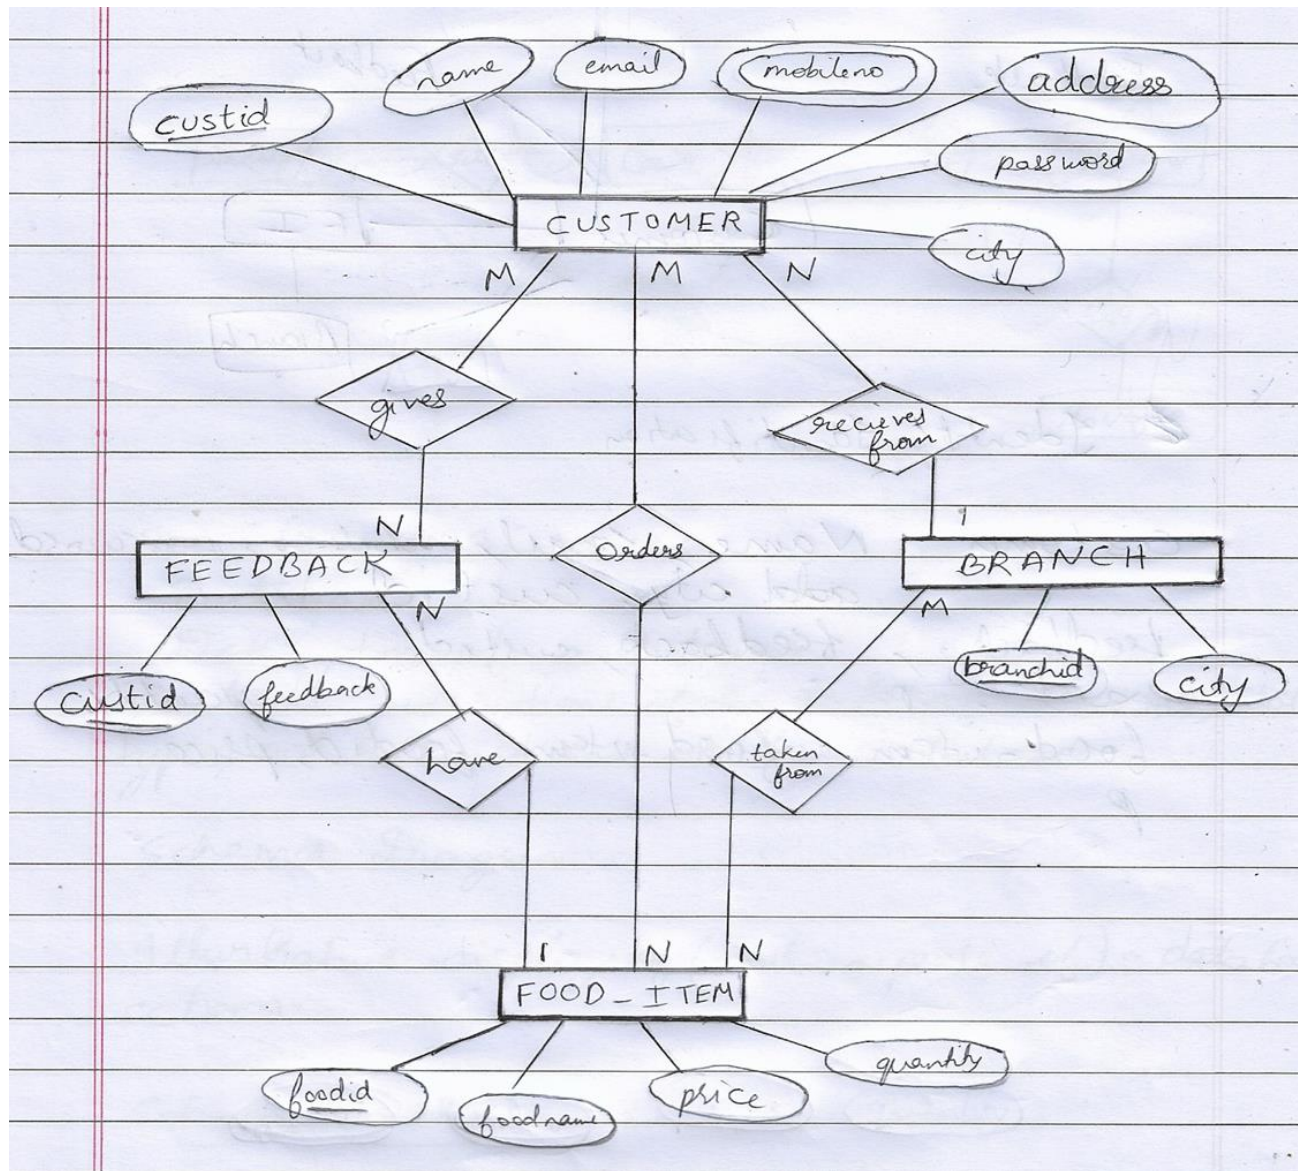 name
email
mobileno
address
custid
password
CUSTOMER
city
M
M
N
gives
recieves
from
N
1
Orders
FEEDBACK
BRANCH
N
M
custid
feedback
branchid
city
have
taken
from
1
N
N
FOOD_ITEM
foodid
foodname
price
quantity